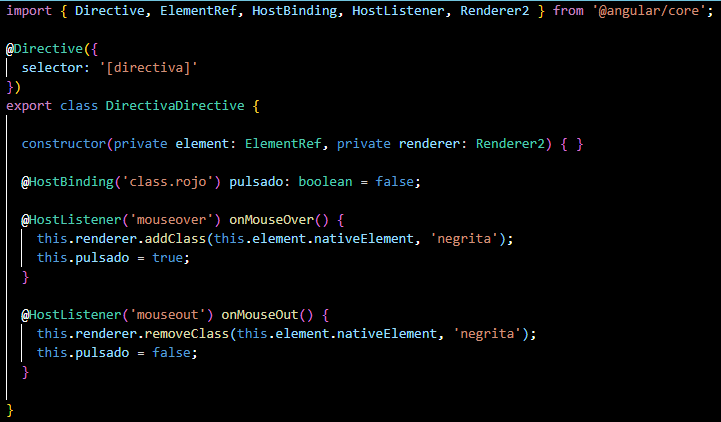 import { Directive, ElementRef, HostBinding, HostListener, Renderer2 } from '@angular/core';
@Directive({
selector: '[directiva]'
})
export class DirectivaDirective {
constructor(private element: ElementRef, private renderer: Renderer2) { }
@HostBinding('class.rojo') pulsado: boolean = false;
@HostListener('mouseover') onMouseOver() {
this.renderer.addClass(this.element.nativeElement, 'negrita');
this.pulsado = true;
}
@HostListener('mouseout') onMouseOut() {
this.renderer.removeClass(this.element.nativeElement, 'negrita');
this.pulsado = false;
}
}